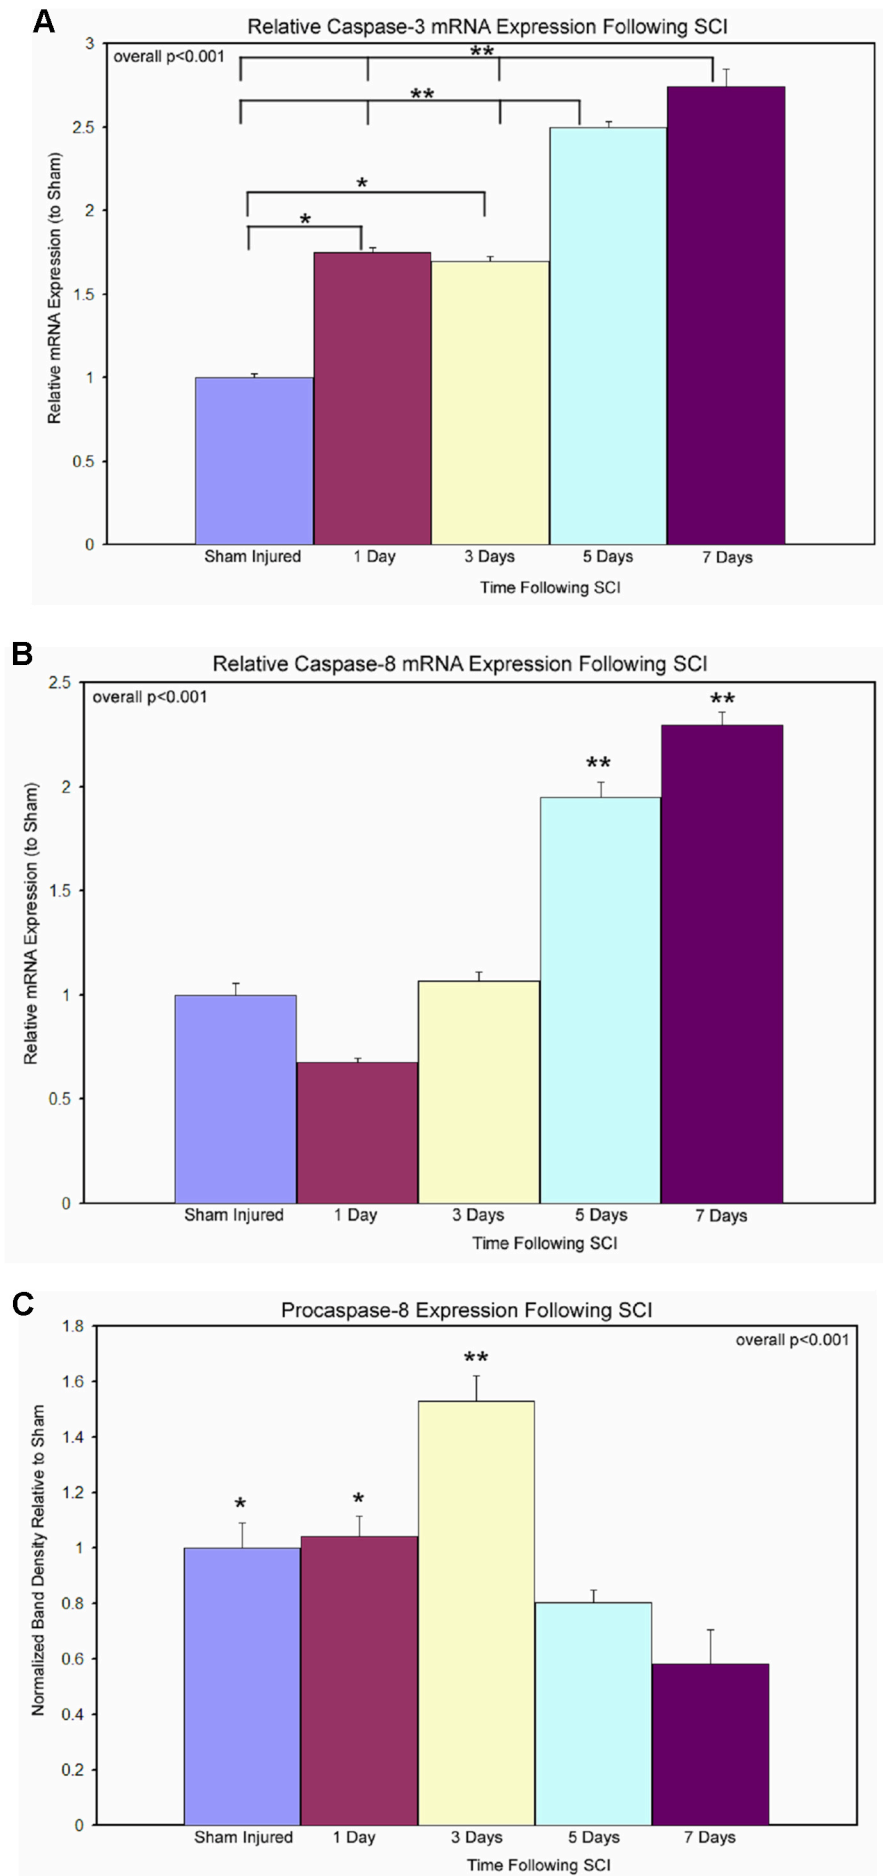 A
Relative Caspase-3 mRNA Expression Following SCI
overall p<0.001
**
**
*
*
Relative mRNA Expression (to Sham)
3
2.5
2
1.5
1
0.5
0
Sham Injured 1 Day 3 Days 5 Days 7 Days
Time Following SCI
B
Relative Caspase-8 mRNA Expression Following SCI
overall p<0.001
**
**
Relative mRNA Expression (to Sham)
2.5
2
1.5
1
0.5
0
Sham Injured 1 Day 3 Days 5 Days 7 Days
Time Following SCI
C
Procaspase-8 Expression Following SCI
overall p<0.001
**
* *
Normalized Band Density Relative to Sham
1.8
1.6
1.4
1.2
1
0.8
0.6
0.4
0.2
0
Sham Injured 1 Day 3 Days 5 Days 7 Days
Time Following SCI